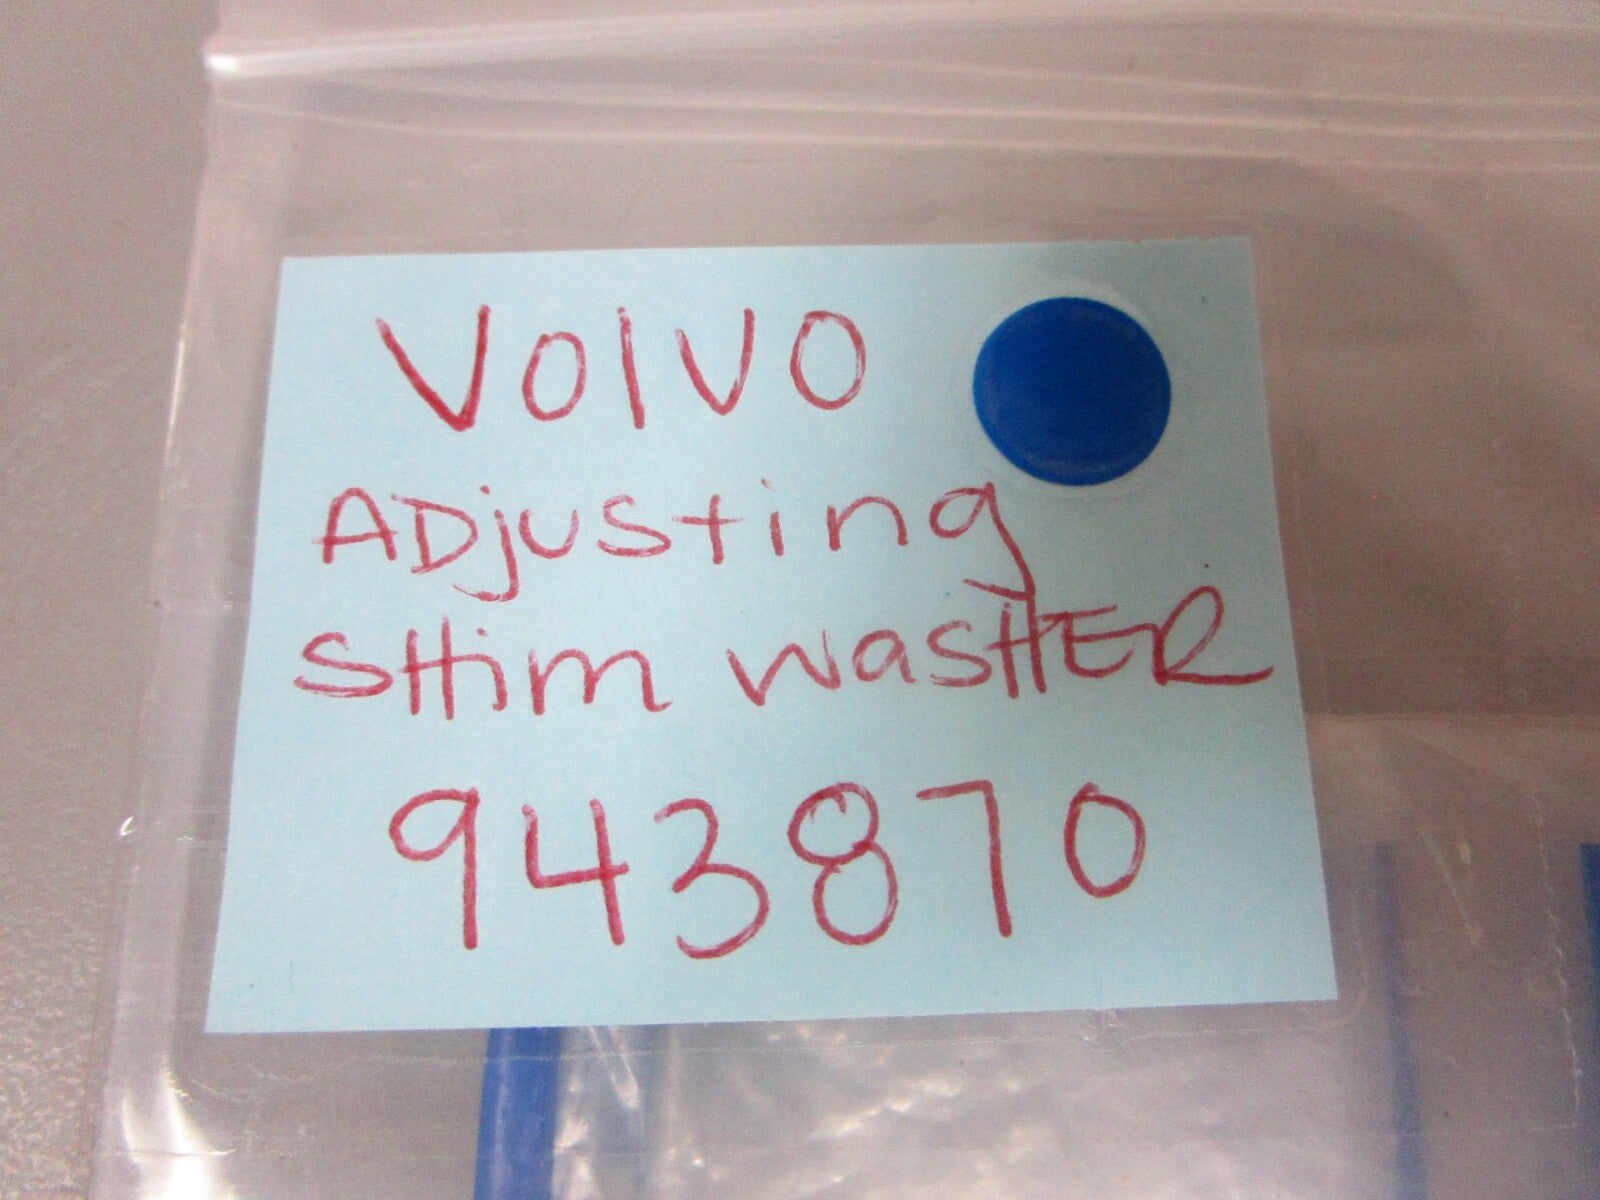 Volvo
ADjusting
SHim wasHER
943870